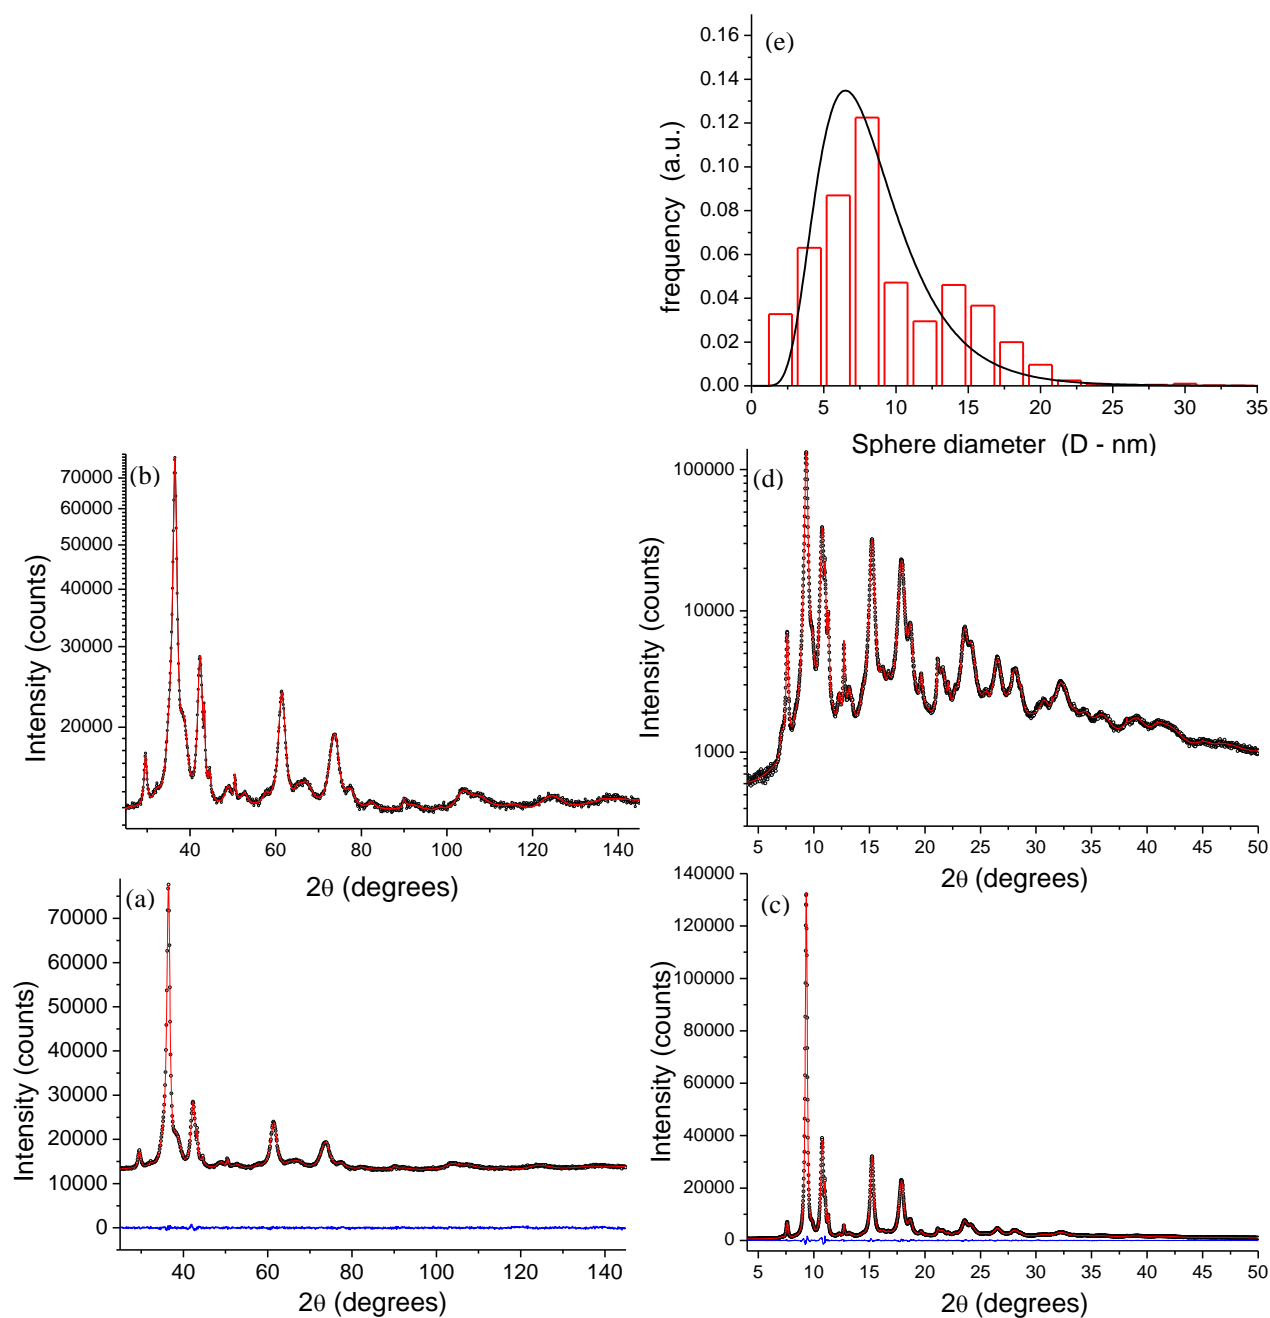 (e)
0.16
0.14
0.12
0.10
0.08
0.06
0.04
0.02
0.00
frequency (a.u.)
0 5 10 15 20 25 30 35
Sphere diameter (D - nm)
(b)
70000
60000
50000
40000
30000
20000
Intensity (counts)
40 60 80 100 120 140
2θ (degrees)
(d)
100000
10000
1000
Intensity (counts)
5 10 15 20 25 30 35 40 45 50
2θ (degrees)
(a)
70000
60000
50000
40000
30000
20000
10000
0
Intensity (counts)
40 60 80 100 120 140
2θ (degrees)
(c)
140000
120000
100000
80000
60000
40000
20000
0
Intensity (counts)
5 10 15 20 25 30 35 40 45 50
2θ (degrees)